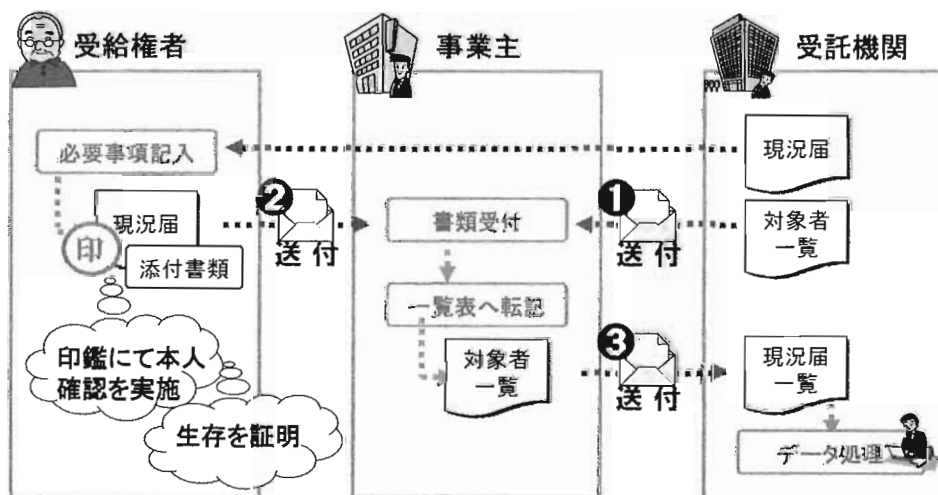 受給権者
事業主
受託機関
必要事項記入
現況届
❷
❶
現況届
印
添付書類
送付
書類受付
送付
対象者
一覧
一覧表へ転記
印鑑にて本人
確認を実施
対象者
一覧
❸
送付
現況届
一覧
生存を証明
データ処理